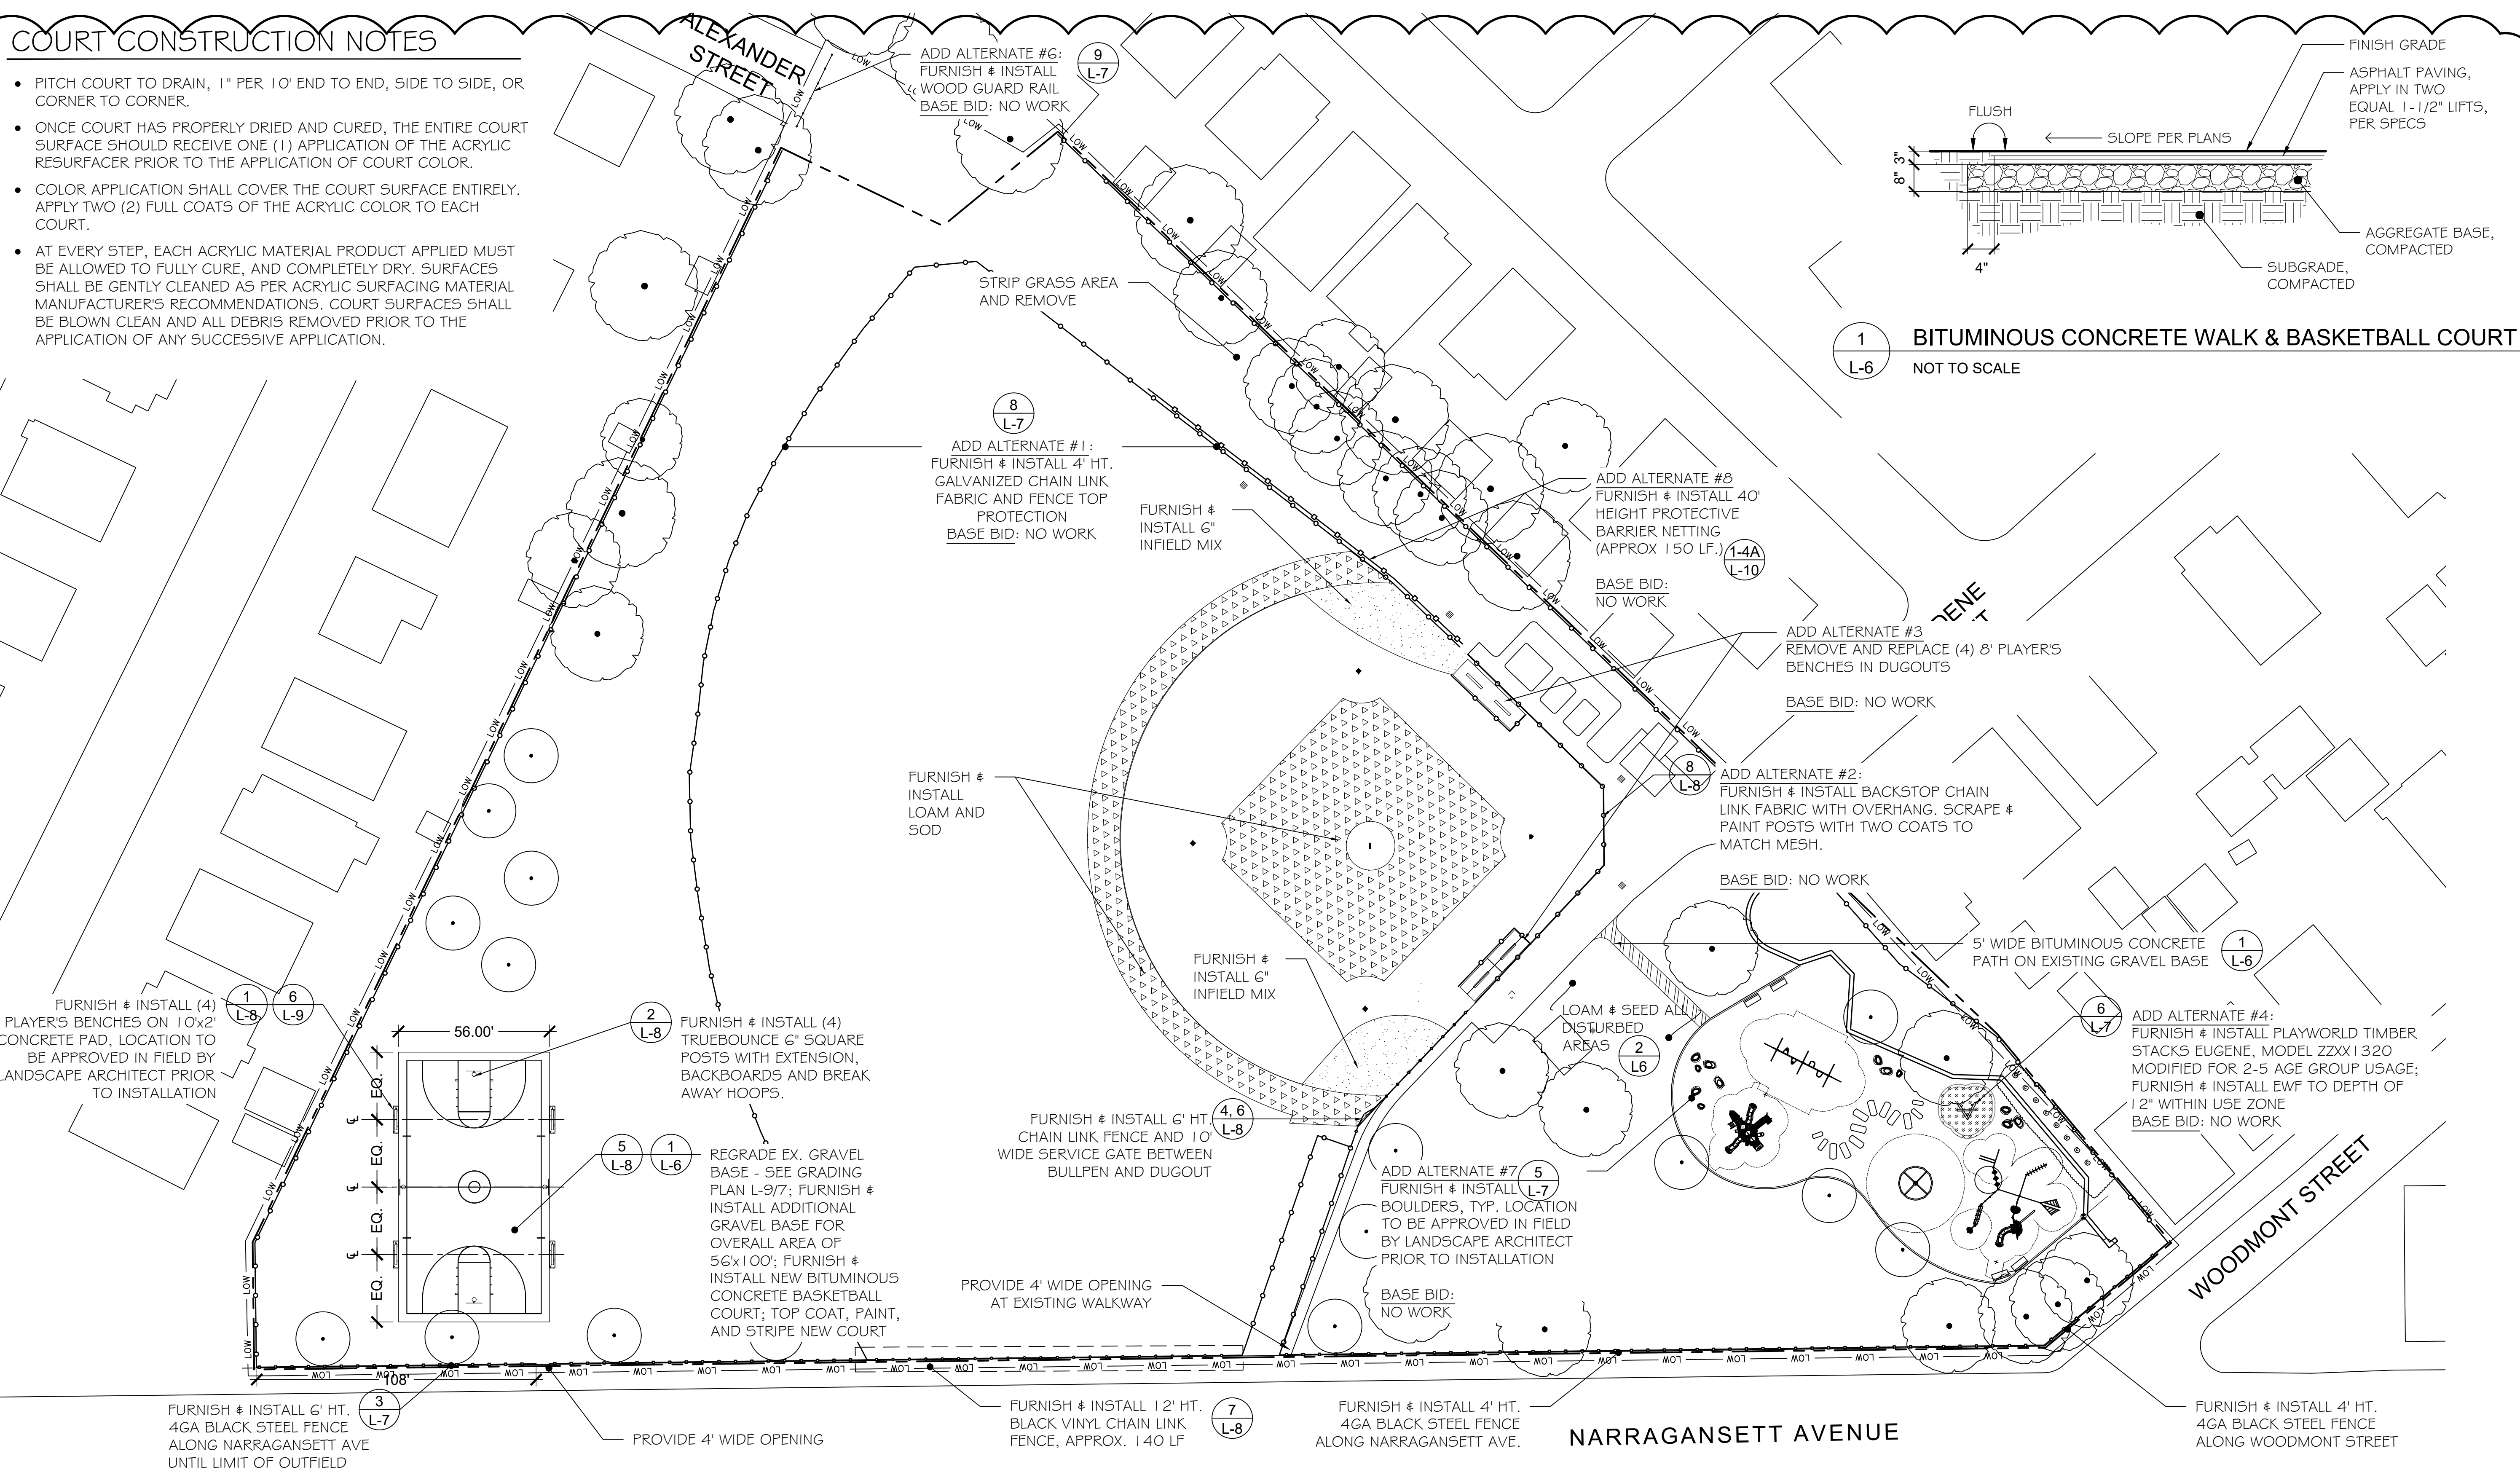 COURT CONSTRUCTION NOTES
• PITCH COURT TO DRAIN, 1" PER 10' END TO END, SIDE TO SIDE, OR
CORNER TO CORNER.
• ONCE COURT HAS PROPERLY DRIED AND CURED, THE ENTIRE COURT
SURFACE SHOULD RECEIVE ONE (1) APPLICATION OF THE ACRYLIC
RESURFACER PRIOR TO THE APPLICATION OF COURT COLOR.
• COLOR APPLICATION SHALL COVER THE COURT SURFACE ENTIRELY.
APPLY TWO (2) FULL COATS OF THE ACRYLIC COLOR TO EACH
COURT.
• AT EVERY STEP, EACH ACRYLIC MATERIAL PRODUCT APPLIED MUST
BE ALLOWED TO FULLY CURE, AND COMPLETELY DRY. SURFACES
SHALL BE GENTLY CLEANED AS PER ACRYLIC SURFACING MATERIAL
MANUFACTURER'S RECOMMENDATIONS. COURT SURFACES SHALL
BE BLOWN CLEAN AND ALL DEBRIS REMOVED PRIOR TO THE
APPLICATION OF ANY SUCCESSIVE APPLICATION.
ALEXANDER
STREET
ADD ALTERNATE #6:
FURNISH & INSTALL
WOOD GUARD RAIL
BASE BID: NO WORK
9
L-7
FINISH GRADE
ASPHALT PAVING,
APPLY IN TWO
EQUAL 1-1/2" LIFTS,
PER SPECS
FLUSH
SLOPE PER PLANS
3"
8"
4"
AGGREGATE BASE,
COMPACTED
SUBGRADE,
COMPACTED
1
L-6
BITUMINOUS CONCRETE WALK & BASKETBALL COURT
NOT TO SCALE
STRIP GRASS AREA
AND REMOVE
8
L-7
ADD ALTERNATE #1:
FURNISH & INSTALL 4' HT.
GALVANIZED CHAIN LINK
FABRIC AND FENCE TOP
PROTECTION
BASE BID: NO WORK
FURNISH &
INSTALL 6"
INFIELD MIX
ADD ALTERNATE #8
FURNISH & INSTALL 40'
HEIGHT PROTECTIVE
BARRIER NETTING
(APPROX 150 LF.)
BASE BID:
NO WORK
1-4A
L-10
DENE
ADD ALTERNATE #3
REMOVE AND REPLACE (4) 8' PLAYER'S
BENCHES IN DUGOUTS
BASE BID: NO WORK
8
L-8
ADD ALTERNATE #2:
FURNISH & INSTALL BACKSTOP CHAIN
LINK FABRIC WITH OVERHANG. SCRAPE &
PAINT POSTS WITH TWO COATS TO
MATCH MESH.
BASE BID: NO WORK
FURNISH &
INSTALL
LOAM AND
SOD
5' WIDE BITUMINOUS CONCRETE
PATH ON EXISTING GRAVEL BASE
1
L-6
FURNISH &
INSTALL 6"
INFIELD MIX
LOAM & SEED ALL
DISTURBED
AREAS
2
L6
6
L-7
ADD ALTERNATE #4:
FURNISH & INSTALL PLAYWORLD TIMBER
STACKS EUGENE, MODEL ZZXX1320
MODIFIED FOR 2-5 AGE GROUP USAGE;
FURNISH & INSTALL EWF TO DEPTH OF
12" WITHIN USE ZONE
BASE BID: NO WORK
FURNISH & INSTALL (4)
PLAYER'S BENCHES ON 10'x2'
CONCRETE PAD, LOCATION TO
BE APPROVED IN FIELD BY
LANDSCAPE ARCHITECT PRIOR
TO INSTALLATION
1
L-8
6
L-9
56.00'
EQ.
EQ.
EQ.
EQ.
2
L-8
FURNISH & INSTALL (4)
TRUEBOUNCE 6" SQUARE
POSTS WITH EXTENSION,
BACKBOARDS AND BREAK
AWAY HOOPS.
5
L-8
1
L-6
REGRADE EX. GRAVEL
BASE - SEE GRADING
PLAN L-9/7; FURNISH &
INSTALL ADDITIONAL
GRAVEL BASE FOR
OVERALL AREA OF
56'x100'; FURNISH &
INSTALL NEW BITUMINOUS
CONCRETE BASKETBALL
COURT; TOP COAT, PAINT,
AND STRIPE NEW COURT
FURNISH & INSTALL 6' HT.
CHAIN LINK FENCE AND 10'
WIDE SERVICE GATE BETWEEN
BULLPEN AND DUGOUT
4, 6
L-8
ADD ALTERNATE #7
FURNISH & INSTALL
BOULDERS, TYP. LOCATION
TO BE APPROVED IN FIELD
BY LANDSCAPE ARCHITECT
PRIOR TO INSTALLATION
BASE BID:
NO WORK
5
L-7
PROVIDE 4' WIDE OPENING
AT EXISTING WALKWAY
WOODMONT STREET
108'
FURNISH & INSTALL 6' HT.
4GA BLACK STEEL FENCE
ALONG NARRAGANSETT AVE
UNTIL LIMIT OF OUTFIELD
3
L-7
PROVIDE 4' WIDE OPENING
FURNISH & INSTALL 12' HT.
BLACK VINYL CHAIN LINK
FENCE, APPROX. 140 LF
7
L-8
FURNISH & INSTALL 4' HT.
4GA BLACK STEEL FENCE
ALONG NARRAGANSETT AVE.
NARRAGANSETT AVENUE
FURNISH & INSTALL 4' HT.
4GA BLACK STEEL FENCE
ALONG WOODMONT STREET